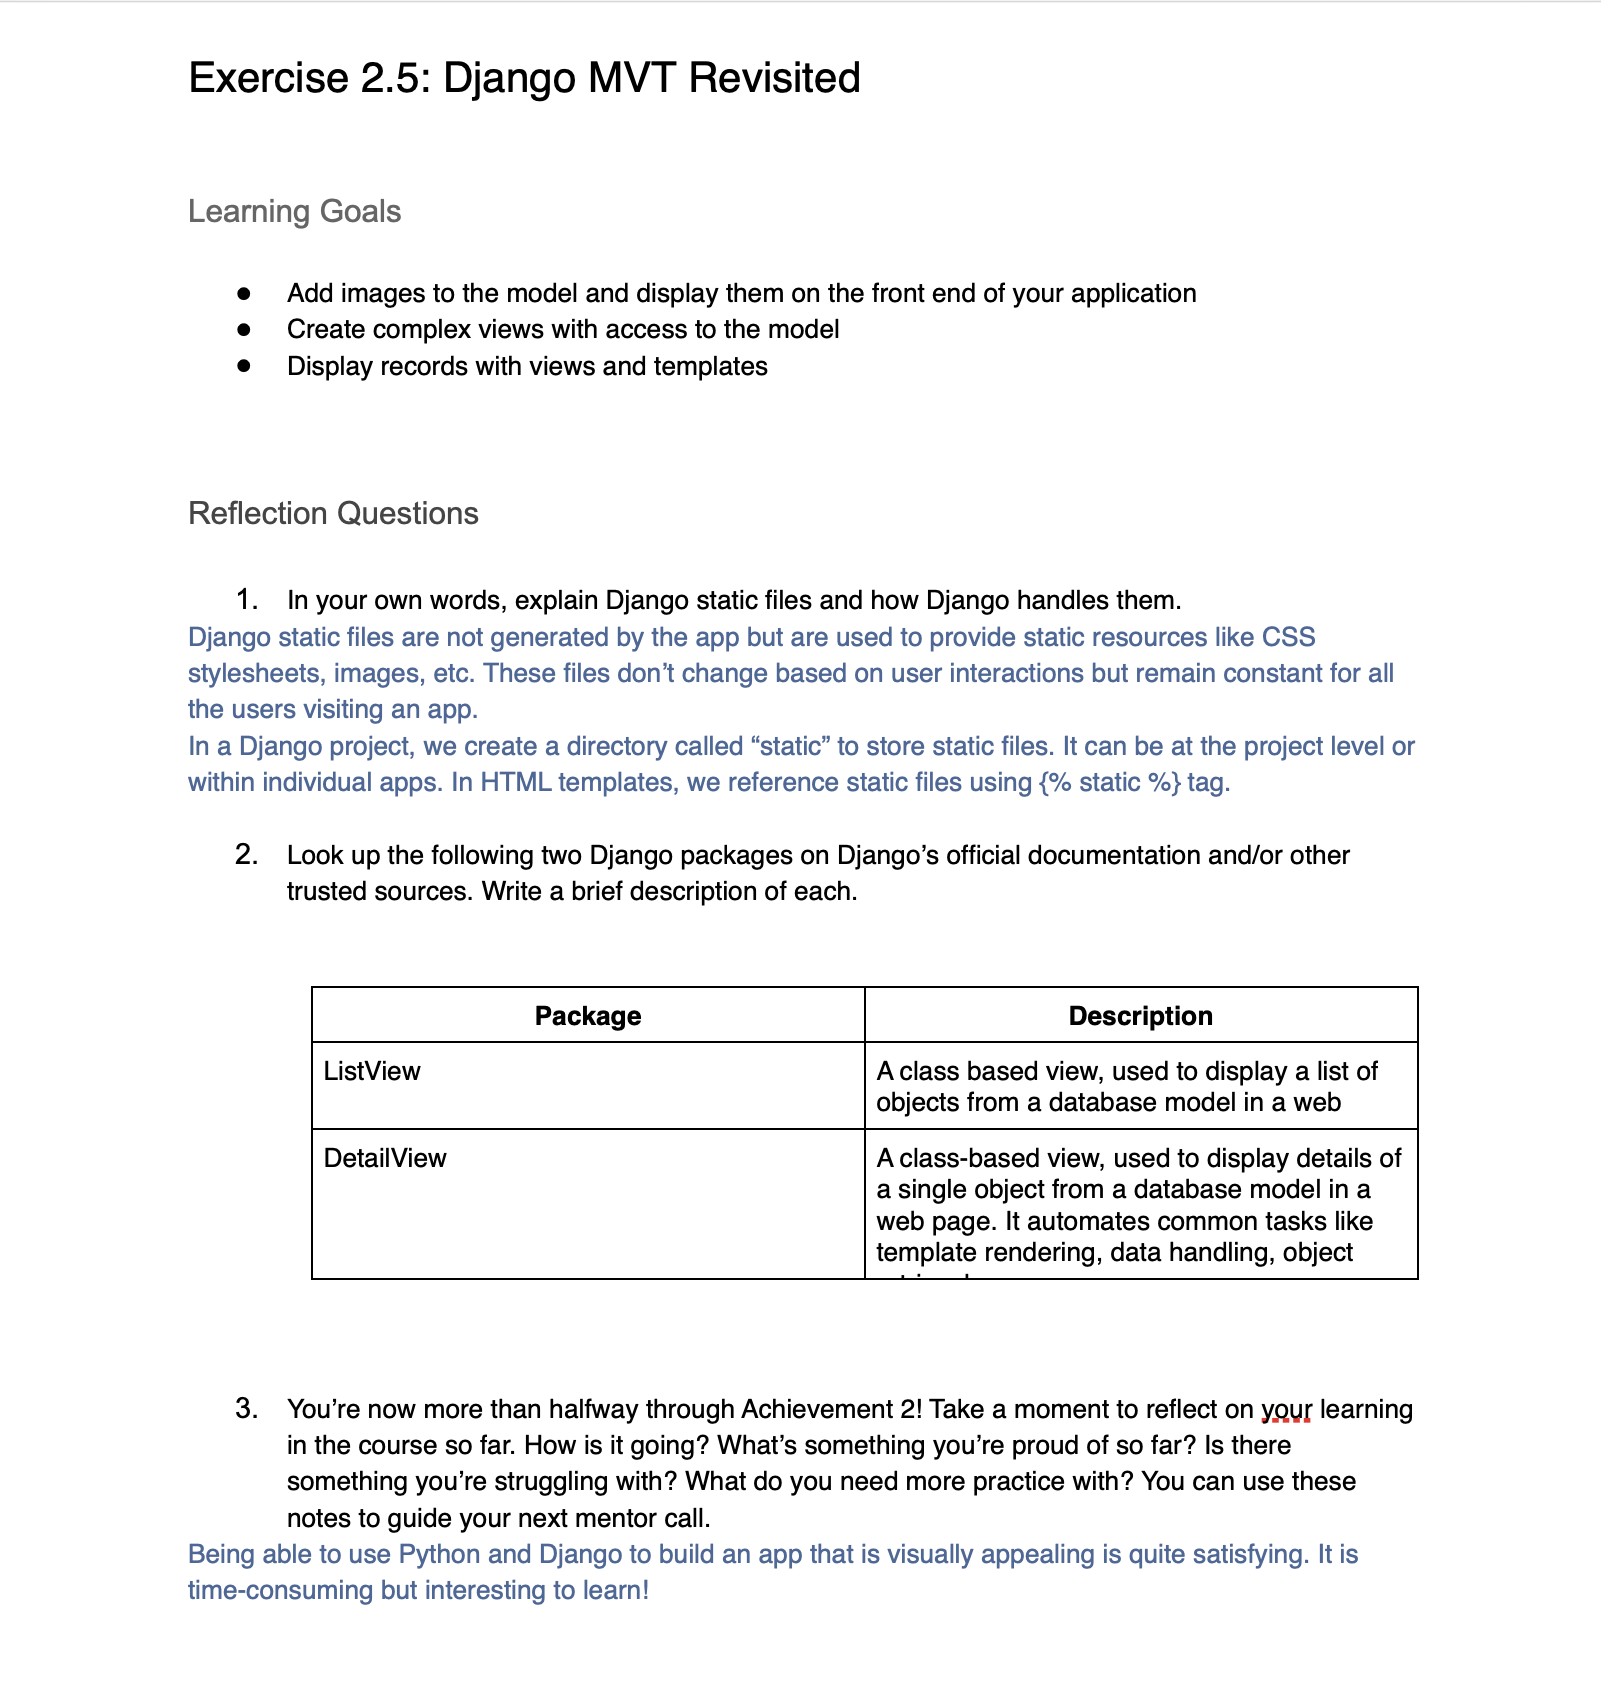 Exercise 2.5: Django MVT Revisited
Learning Goals
● Add images to the model and display them on the front end of your application
● Create complex views with access to the model
● Display records with views and templates
Reflection Questions
1. In your own words, explain Django static files and how Django handles them.
Django static files are not generated by the app but are used to provide static resources like CSS
stylesheets, images, etc. These files don’t change based on user interactions but remain constant for all
the users visiting an app.
In a Django project, we create a directory called “static” to store static files. It can be at the project level or
within individual apps. In HTML templates, we reference static files using {% static %} tag.
2. Look up the following two Django packages on Django’s official documentation and/or other
trusted sources. Write a brief description of each.
Package Description
ListView A class based view, used to display a list of
objects from a database model in a web
DetailView A class-based view, used to display details of
a single object from a database model in a
web page. It automates common tasks like
template rendering, data handling, object
3. You’re now more than halfway through Achievement 2! Take a moment to reflect on your learning
in the course so far. How is it going? What’s something you’re proud of so far? Is there
something you’re struggling with? What do you need more practice with? You can use these
notes to guide your next mentor call.
Being able to use Python and Django to build an app that is visually appealing is quite satisfying. It is
time-consuming but interesting to learn!